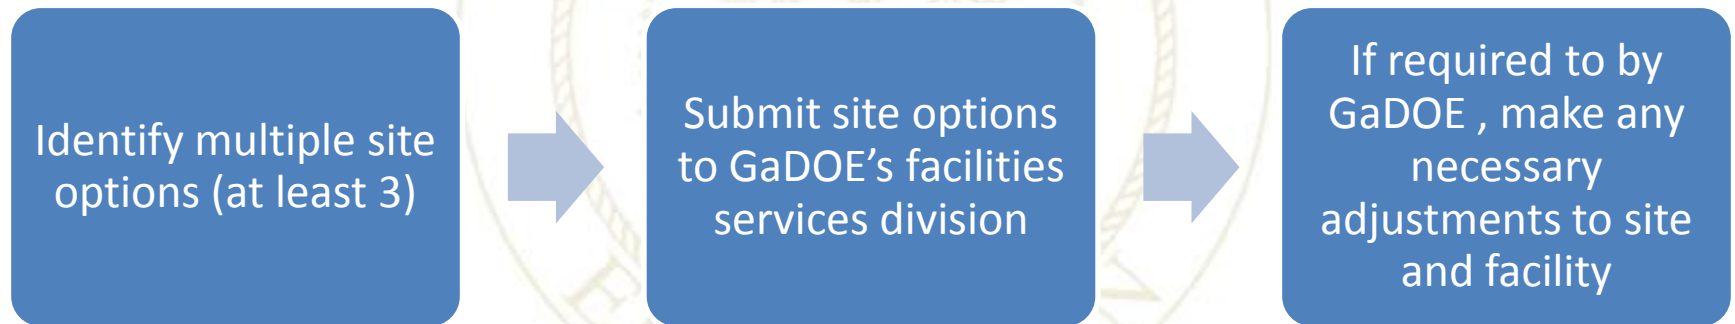 Identify multiple site
options (at least 3)
Submit site options
to GaDOE’s facilities
services division
If required to by
GaDOE , make any
necessary
adjustments to site
and facility